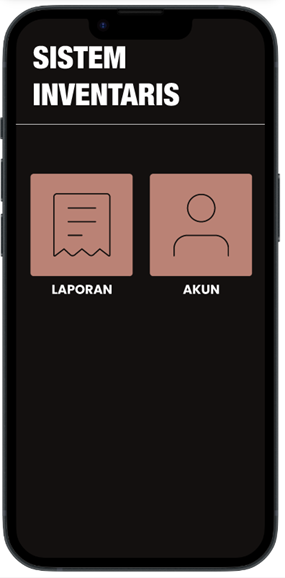 SISTEM
INVENTARIS
LAPORAN
AKUN